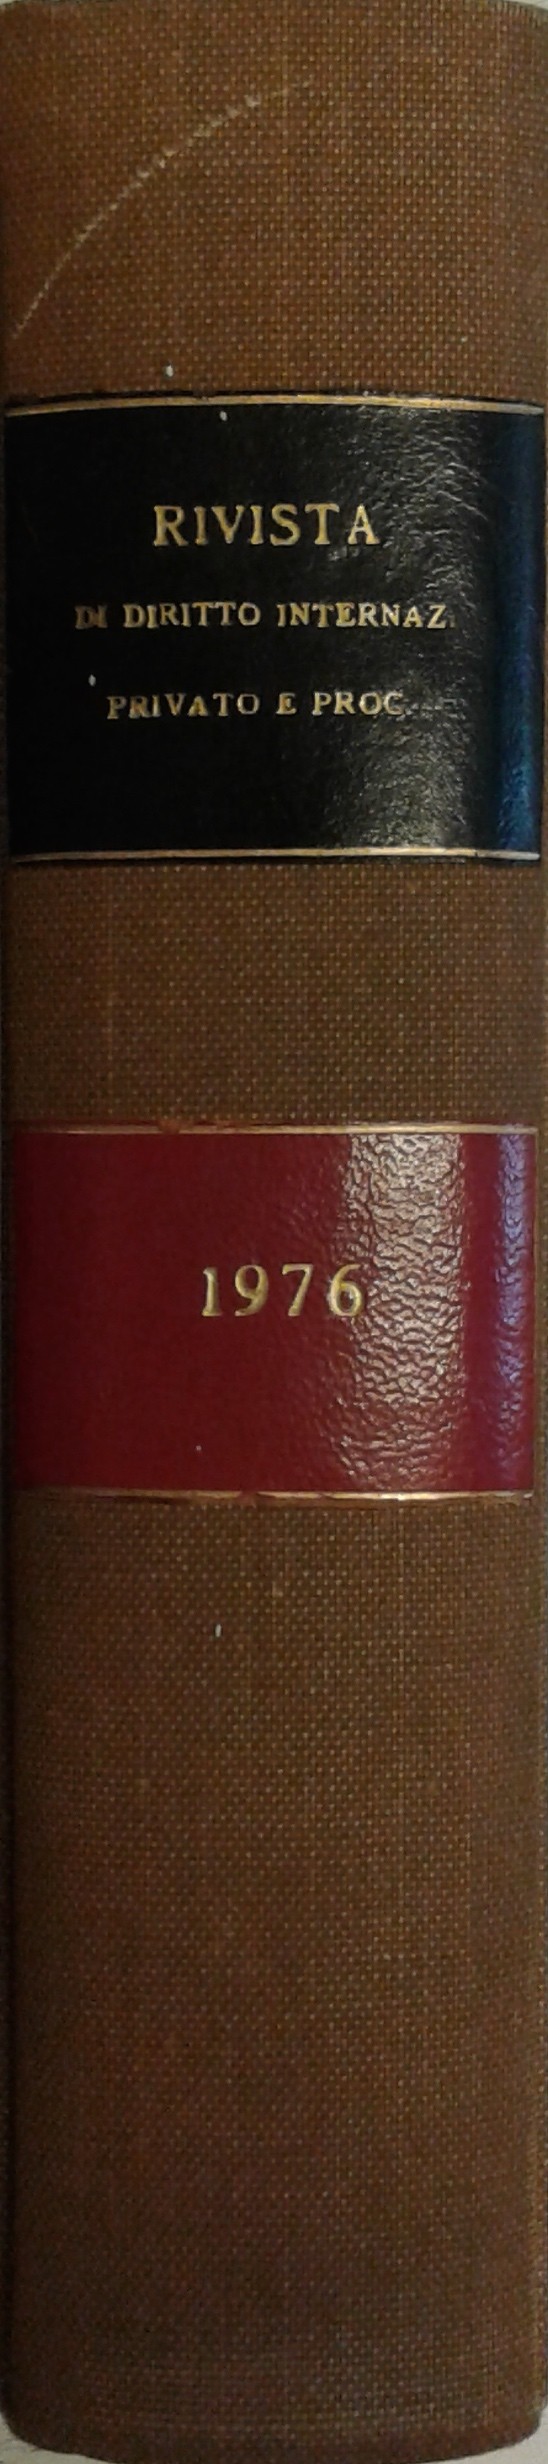 RIVISTA
DI DIRITTO INTERNAZ.
PRIVATO E PROC.
1976